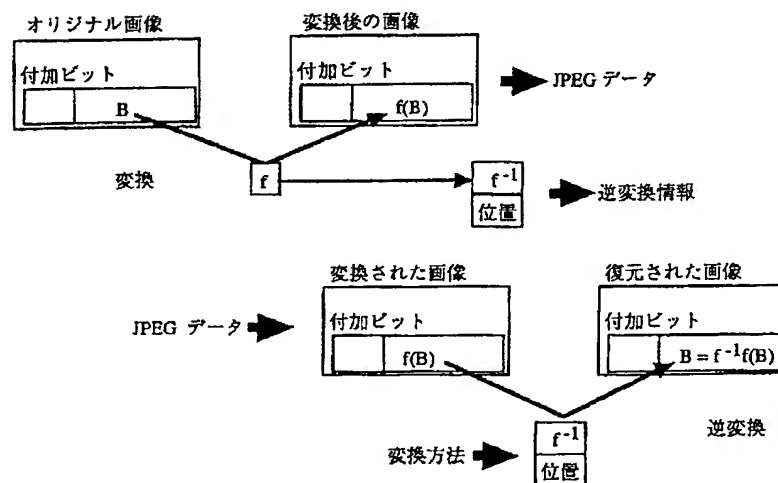 オリジナル画像
変換後の画像
付加ビット
付加ビット
B
f(B)
JPEG データ
変換
f
f-1
位置
逆変換情報
変換された画像
復元された画像
JPEG データ
付加ビット
付加ビット
f(B)
B = f-1f(B)
変換方法
f-1
位置
逆変換